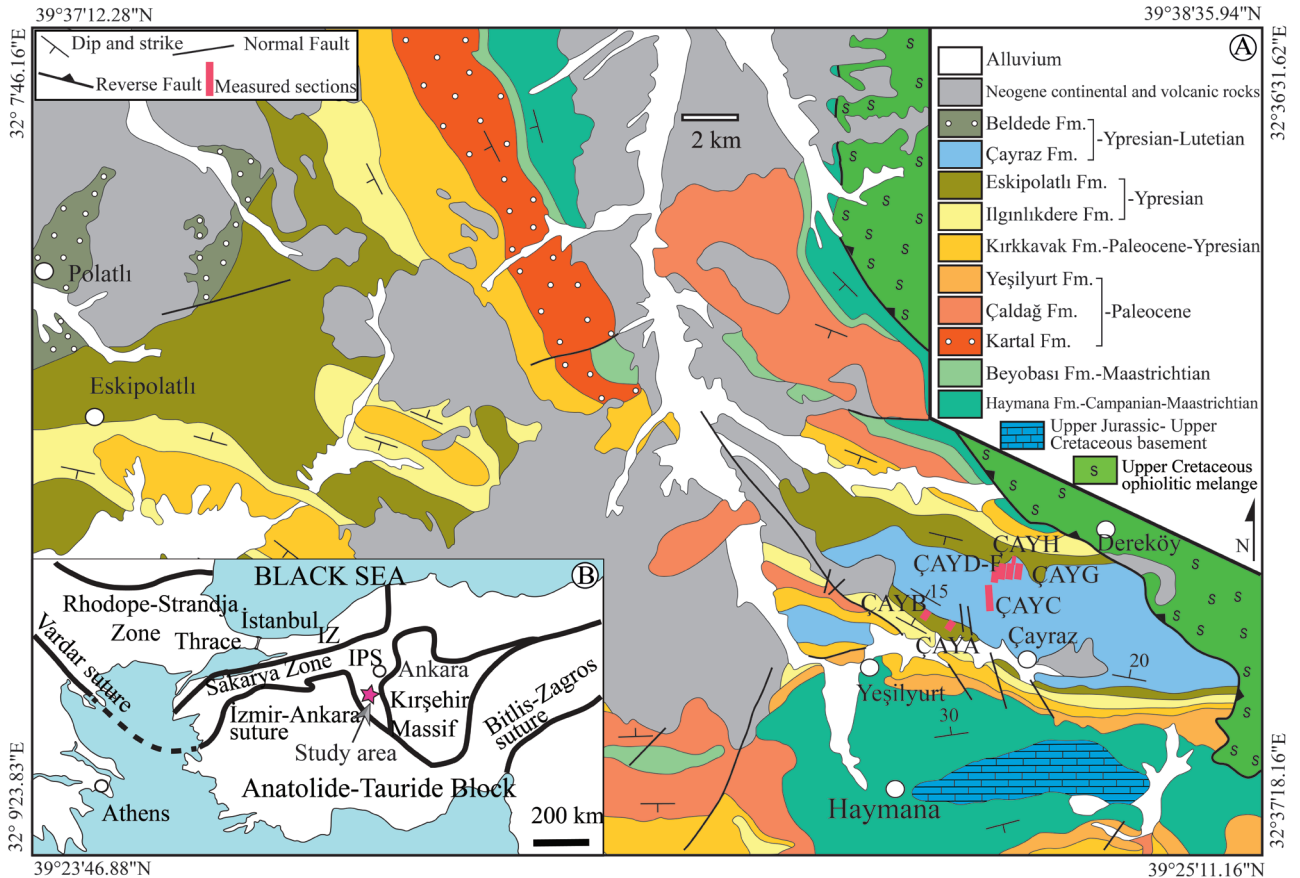 39°37'12.28"N
39°38'35.94"N
32° 7'46.16"E
32°36'31.62"E
Dip and strike
Normal Fault
Reverse Fault
Measured sections
2 km
A
Alluvium
Neogene continental and volcanic rocks
Beldede Fm.
-Ypresian-Lutetian
Çayraz Fm.
Eskipolatlı Fm.
-Ypresian
Ilgınlıkdere Fm.
Kırkkavak Fm.-Paleocene-Ypresian
Yeşilyurt Fm.
Çaldağ Fm.
-Paleocene
Kartal Fm.
Beyobası Fm.-Maastrichtian
Haymana Fm.-Campanian-Maastrichtian
Upper Jurassic- Upper
Cretaceous basement
S
Upper Cretaceous
ophiolitic melange
N
Polatlı
Eskipolatlı
Dereköy
ÇAYH
ÇAYD-F
ÇAYG
ÇAYC
ÇAYB
15
ÇAYA
Çayraz
20
Yeşilyurt
30
Haymana
B
BLACK SEA
Rhodope-Strandja
Zone
İstanbul
Thrace
IZ
Vardar suture
Sakarya Zone
IPS
Ankara
Kırşehir
Massif
İzmir-Ankara
suture
Study area
Bitlis-Zagros
suture
Anatolide-Tauride Block
Athens
200 km
32° 9'23.83"E
32°37'18.16"E
39°23'46.88"N
39°25'11.16"N